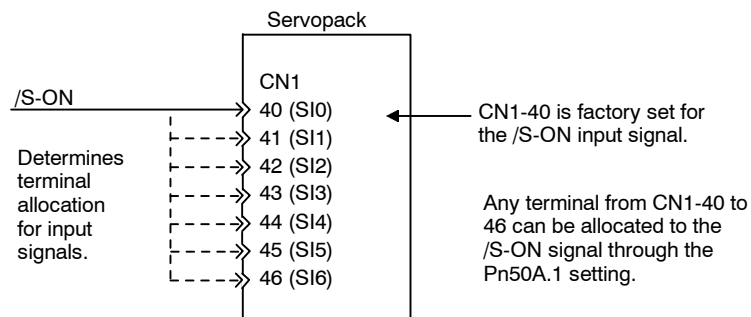 Servopack
CN1
/S-ON
40 (SI0)
41 (SI1)
42 (SI2)
43 (SI3)
44 (SI4)
45 (SI5)
46 (SI6)
Determines
terminal
allocation
for input
signals.
CN1-40 is factory set for
the /S-ON input signal.
Any terminal from CN1-40 to
46 can be allocated to the
/S-ON signal through the
Pn50A.1 setting.